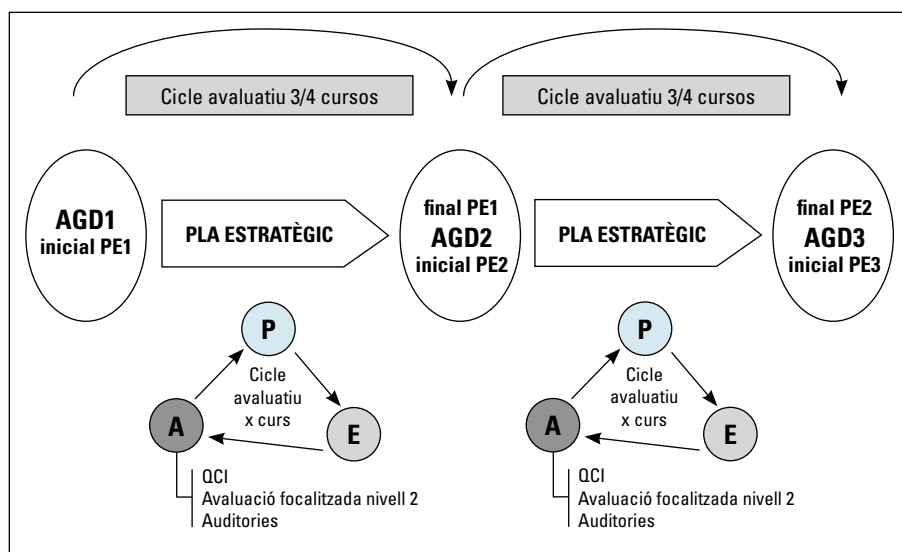 Cicle avaluatiu 3/4 cursos
Cicle avaluatiu 3/4 cursos
AGD1
inicial PE1
PLA ESTRATÈGIC
final PE1
AGD2
inicial PE2
PLA ESTRATÈGIC
final PE2
AGD3
inicial PE3
P
Cicle
avaluatiu
x curs
A
E
QCI
Avaluació focalitzada nivell 2
Auditories
P
Cicle
avaluatiu
x curs
A
E
QCI
Avaluació focalitzada nivell 2
Auditories